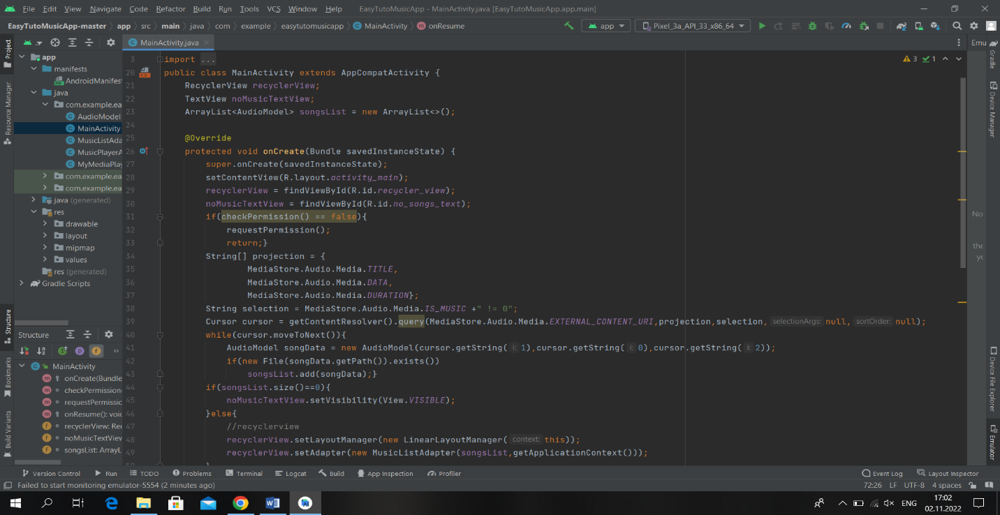 File Edit View Navigate Code Refactor Build Run Tools VCS Window Help EasyTutoMusicApp - MainActivity.java [EasyTutoMusicApp.app.main]
EasyTutoMusicApp-master app src main java com example easytutomusicapp MainActivity onResume app Pixel_3a_API_33_x86_64
Project
Resource Manager
Structure
Bookmarks
Build Variants
app
manifests
AndroidManifest
java
com.example.ea
AudioModel
MainActivity
MusicListAda
MusicPlayerA
MyMediaPlay
com.example.ea
com.example.ea
java (generated)
res
drawable
layout
mipmap
values
res (generated)
Gradle Scripts
Structure
MainActivity
onCreate(Bundle
checkPermission(
requestPermissic
onResume(): voic
recyclerView: Rec
noMusicTextView
songsList: ArrayL
MainActivity.java
3 import ...
20 public class MainActivity extends AppCompatActivity {
21 RecyclerView recyclerView;
22 TextView noMusicTextView;
23 ArrayList<AudioModel> songsList = new ArrayList<>();
24
25 @Override
26 protected void onCreate(Bundle savedInstanceState) {
27 super.onCreate(savedInstanceState);
28 setContentView(R.layout.activity_main);
29 recyclerView = findViewById(R.id.recycler_view);
30 noMusicTextView = findViewById(R.id.no_songs_text);
31 if(checkPermission() == false){
32 requestPermission();
33 return;}
34 String[] projection = {
35 MediaStore.Audio.Media.TITLE,
36 MediaStore.Audio.Media.DATA,
37 MediaStore.Audio.Media.DURATION};
38 String selection = MediaStore.Audio.Media.IS_MUSIC +" != 0";
39 Cursor cursor = getContentResolver().query(MediaStore.Audio.Media.EXTERNAL_CONTENT_URI,projection,selection, selectionArgs: null, sortOrder: null);
40 while(cursor.moveToNext()){
41 AudioModel songData = new AudioModel(cursor.getString( i: 1),cursor.getString( i: 0),cursor.getString( i: 2));
42 if(new File(songData.getPath()).exists())
43 songsList.add(songData);}
44 if(songsList.size()==0){
45 noMusicTextView.setVisibility(View.VISIBLE);
46 }else{
47 //recyclerview
48 recyclerView.setLayoutManager(new LinearLayoutManager( context: this));
49 recyclerView.setAdapter(new MusicListAdapter(songsList,getApplicationContext()));
3 1
Emu
No
the
Gradle
Device Manager
Device File Explorer
Emulator
Version Control Run TODO Problems Terminal Logcat Build App Inspection Profiler Event Log Layout Inspector
Failed to start monitoring emulator-5554 (2 minutes ago) 72:26 LF UTF-8 4 spaces
ENG 17:02
02.11.2022